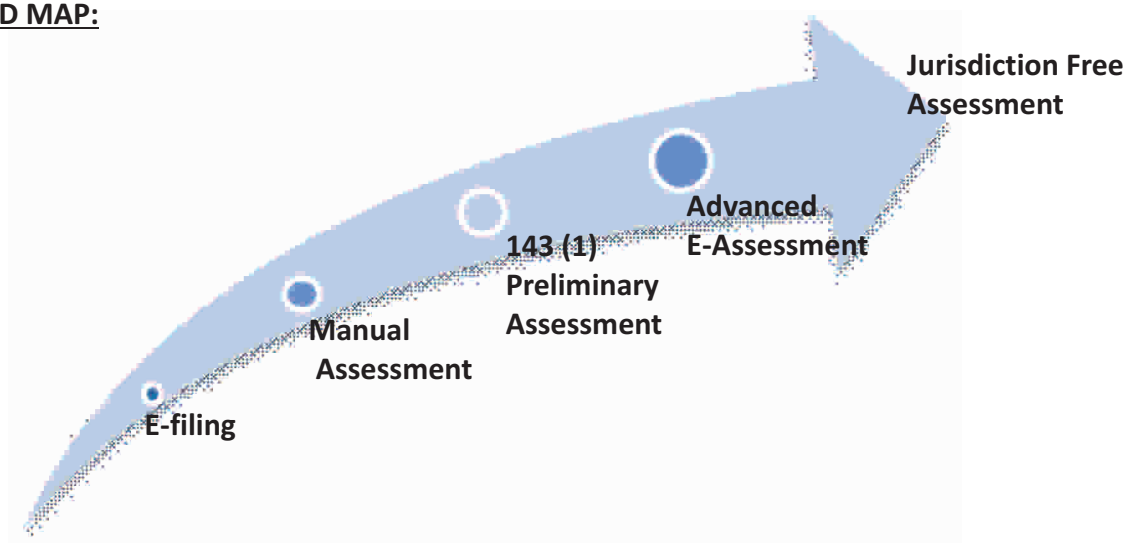 D MAP:
Jurisdiction Free
Assessment
Advanced
E-Assessment
143 (1)
Preliminary
Assessment
Manual
Assessment
E-filing